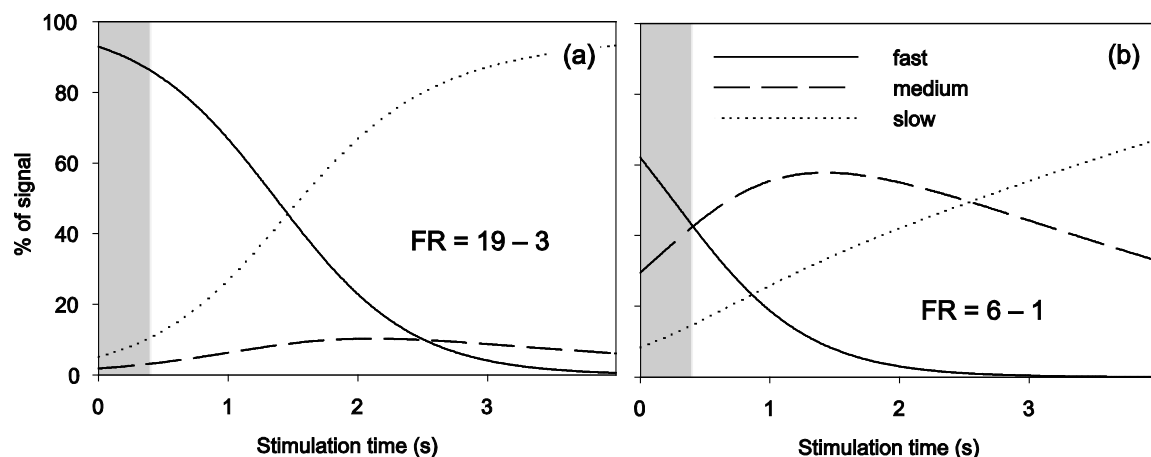 100
80
60
40
20
0
% of signal
(a)
FR = 19 – 3
0 1 2 3
Stimulation time (s)
(b)
fast
medium
slow
FR = 6 – 1
0 1 2 3
Stimulation time (s)